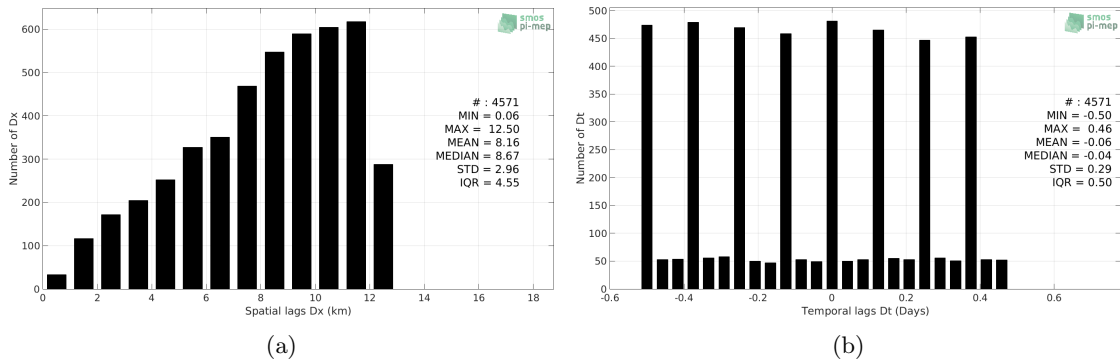 600
500
400
300
200
100
0
Number of Dx
0 2 4 6 8 10 12 14 16 18
Spatial lags Dx (km)
smos
pi-mep
# : 4571
MIN = 0.06
MAX = 12.50
MEAN = 8.16
MEDIAN = 8.67
STD = 2.96
IQR = 4.55
(a)
500
450
400
350
300
250
200
150
100
50
0
Number of Dt
-0.6 -0.4 -0.2 0 0.2 0.4 0.6
Temporal lags Dt (Days)
smos
pi-mep
# : 4571
MIN = -0.50
MAX = 0.46
MEAN = -0.06
MEDIAN = -0.04
STD = 0.29
IQR = 0.50
(b)